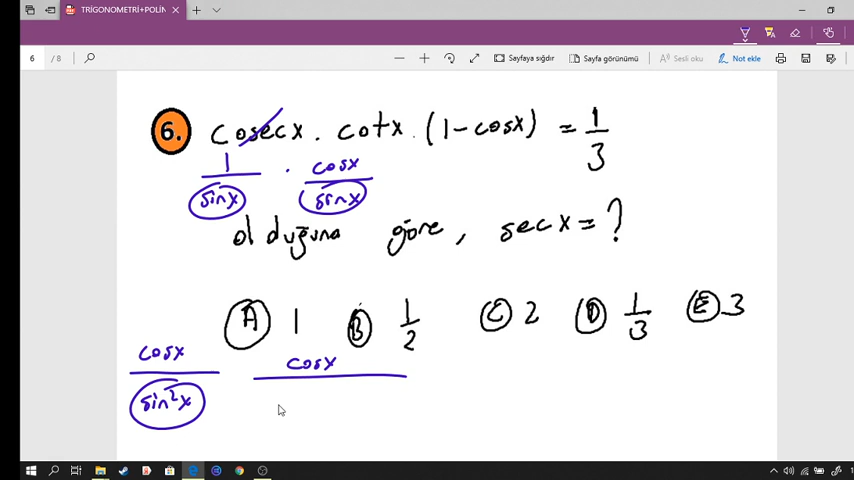 TRİGONOMETRİ+POLİN
6 / 8
Sayfaya sığdır
Sayfa görünümü
Sesli oku
Not ekle
6. cosecx . cotx . (1-cosx) = 1/3
1/sinx . cosx/sinx
olduğuna göre, secx=?
A 1 B 1/2 C 2 D 1/3 E 3
cosx/sin²x cosx